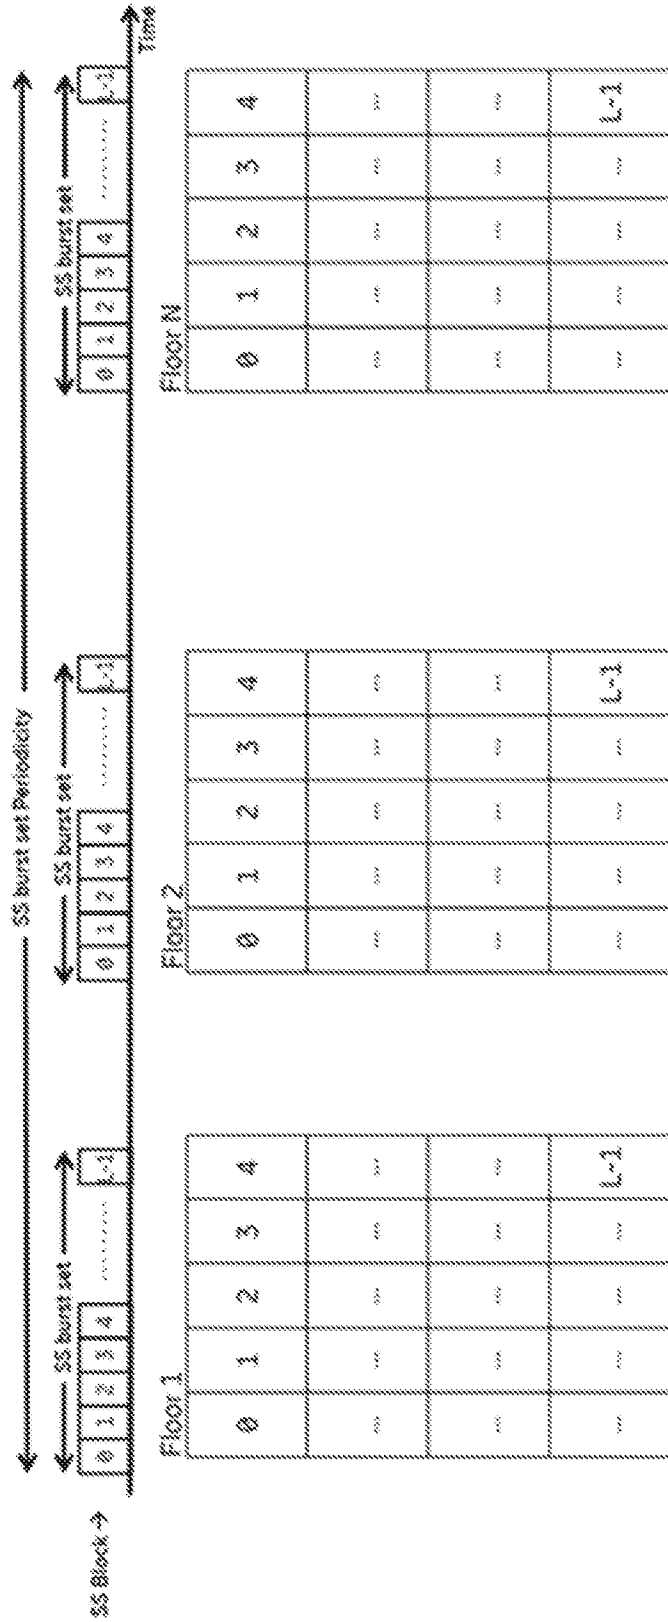 SS burst set Periodicity
SS burst set SS burst set SS burst set
SS Block → 0 1 2 3 4 ......... L-1 0 1 2 3 4 ......... L-1 0 1 2 3 4 ......... L-1
Time
Floor 1 Floor 2 Floor N
0 1 2 3 4 0 1 2 3 4 0 1 2 3 4
L-1 L-1 L-1